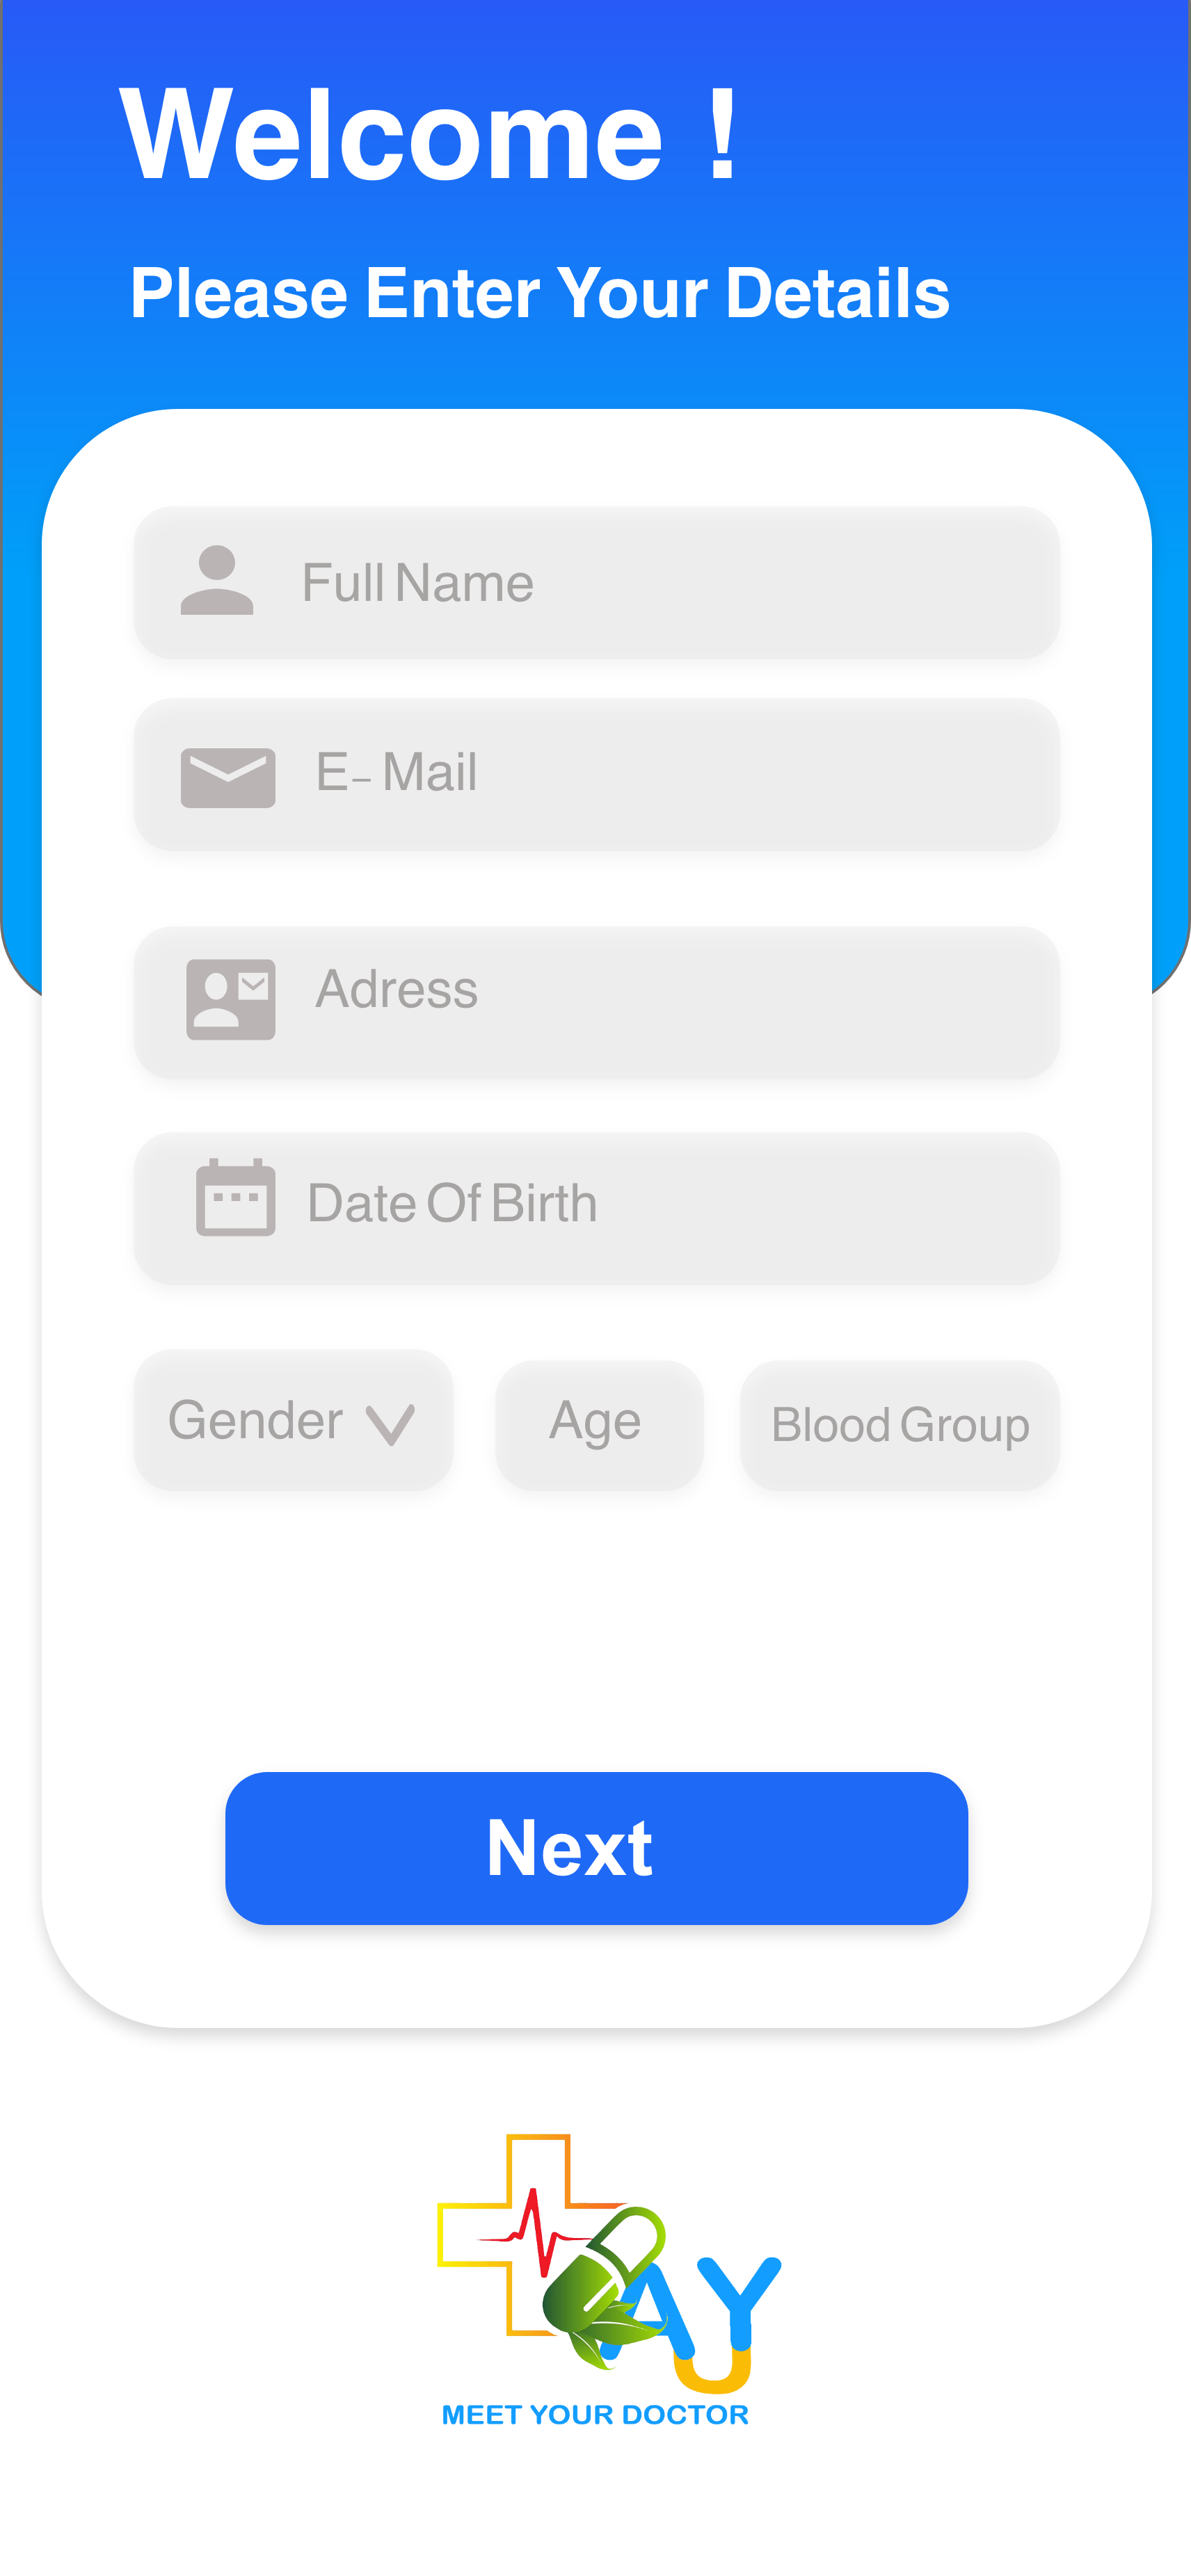 Welcome !
Please Enter Your Details
Full Name
E- Mail
Adress
Date Of Birth
Gender Age Blood Group
Next
AUY
MEET YOUR DOCTOR